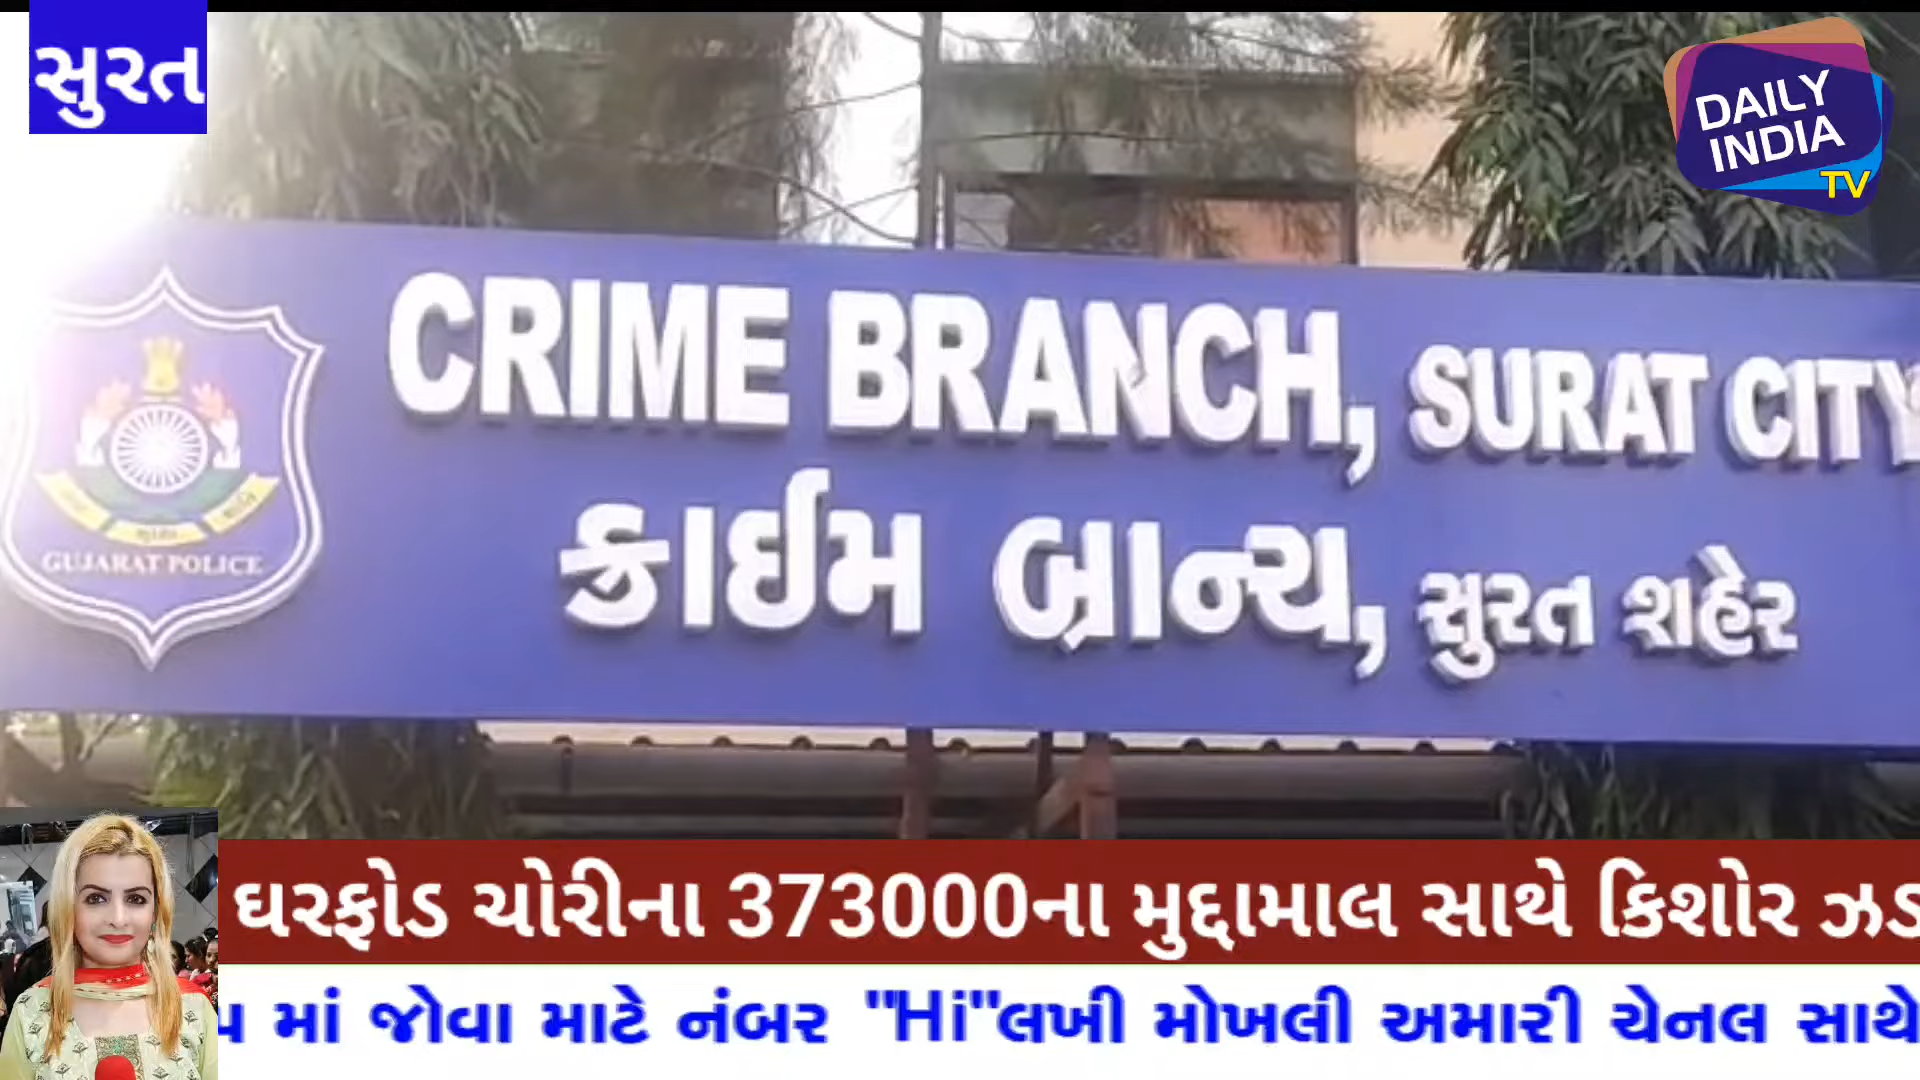 સુરત
DAILY
INDIA
TV
CRIME BRANCH, SURAT CITY
ક્રાઈમ બ્રાન્ચ, સુરત શહેર
GUJARAT POLICE
ઘરફોડ ચોરીના 373000ના મુદ્દામાલ સાથે કિશોર ઝડ
માં જોવા માટે નંબર "Hi"લખી મોખલી અમારી ચેનલ સાથે